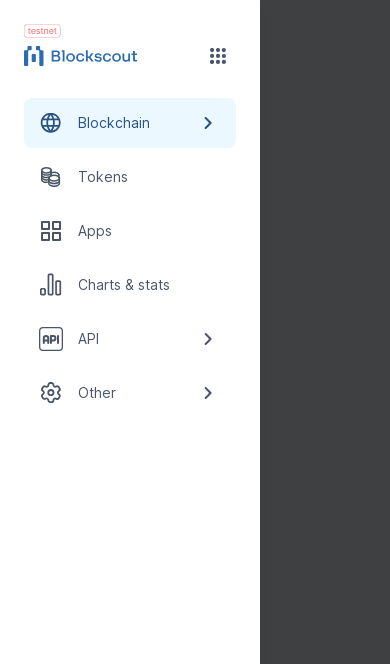 testnet
Blockscout
Blockchain
Tokens
Apps
Charts & stats
API
API
Other